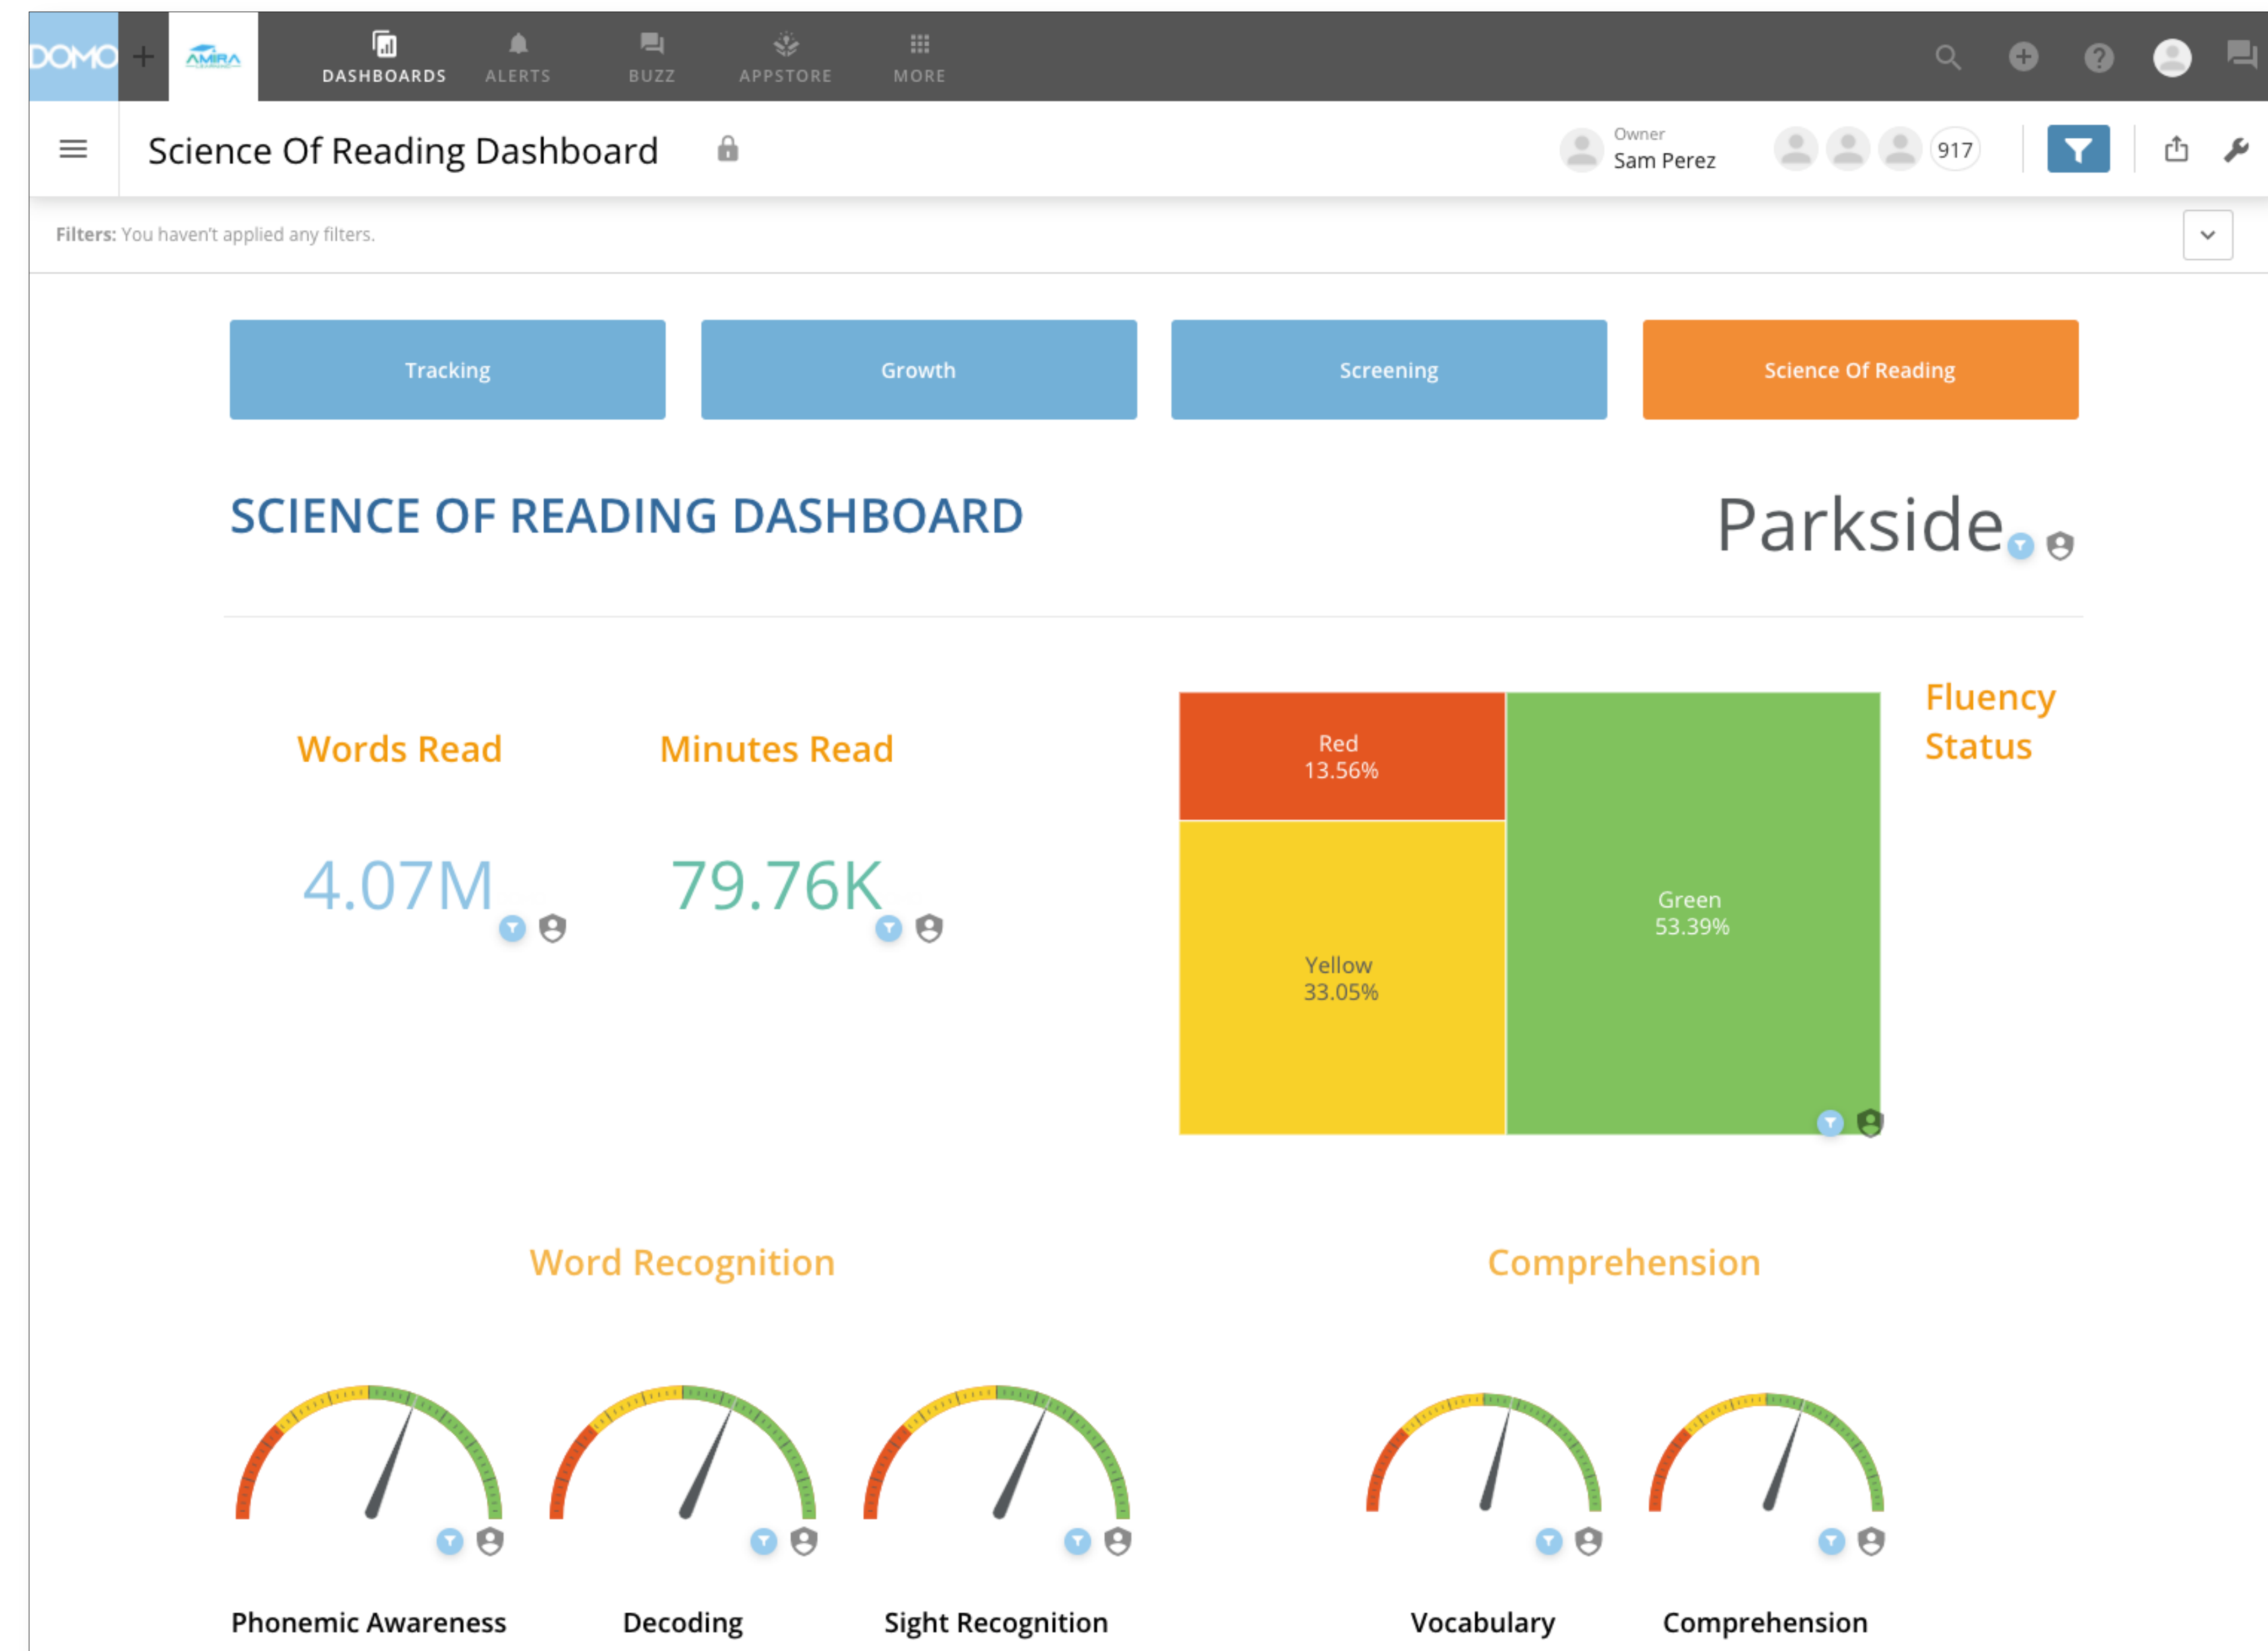 DOMO
+
AMIRA
LEARNING
DASHBOARDS
ALERTS
BUZZ
APPSTORE
MORE
Science Of Reading Dashboard
Owner
Sam Perez
917
Filters: You haven't applied any filters.
Tracking
Growth
Screening
Science Of Reading
SCIENCE OF READING DASHBOARD
Parkside
Words Read
Minutes Read
4.07M
79.76K
Fluency
Status
Red
13.56%
Yellow
33.05%
Green
53.39%
Word Recognition
Comprehension
Phonemic Awareness
Decoding
Sight Recognition
Vocabulary
Comprehension